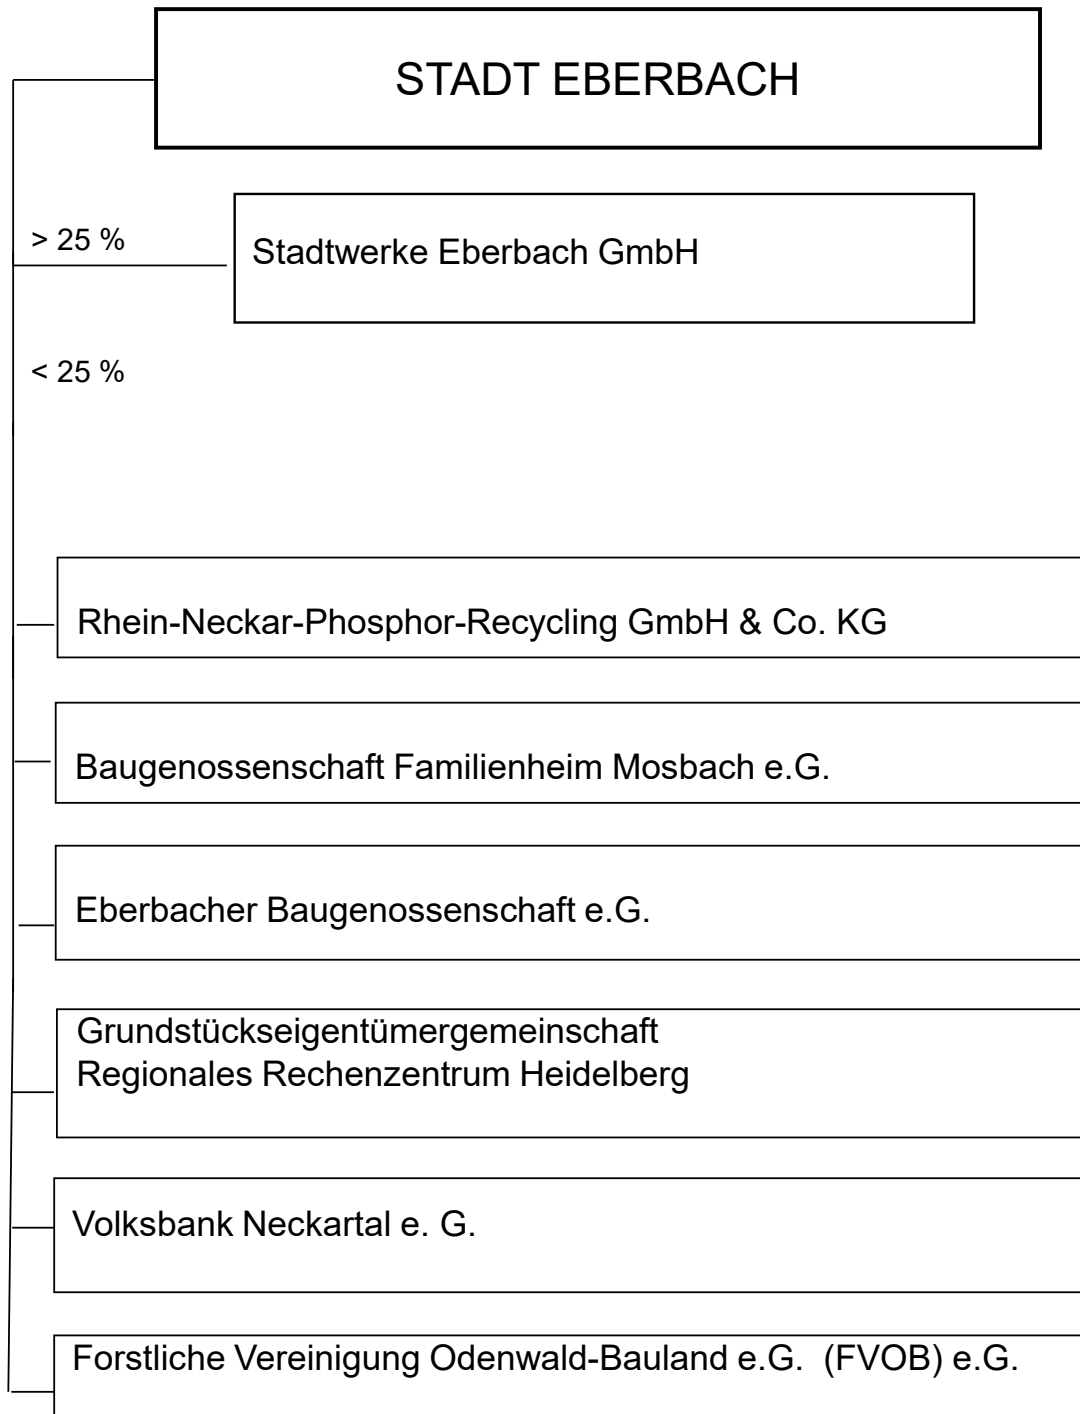 STADT EBERBACH
> 25 %
Stadtwerke Eberbach GmbH
< 25 %
Rhein-Neckar-Phosphor-Recycling GmbH & Co. KG
Baugenossenschaft Familienheim Mosbach e.G.
Eberbacher Baugenossenschaft e.G.
Grundstückseigentümergemeinschaft
Regionales Rechenzentrum Heidelberg
Volksbank Neckartal e. G.
Forstliche Vereinigung Odenwald-Bauland e.G.  (FVOB) e.G.